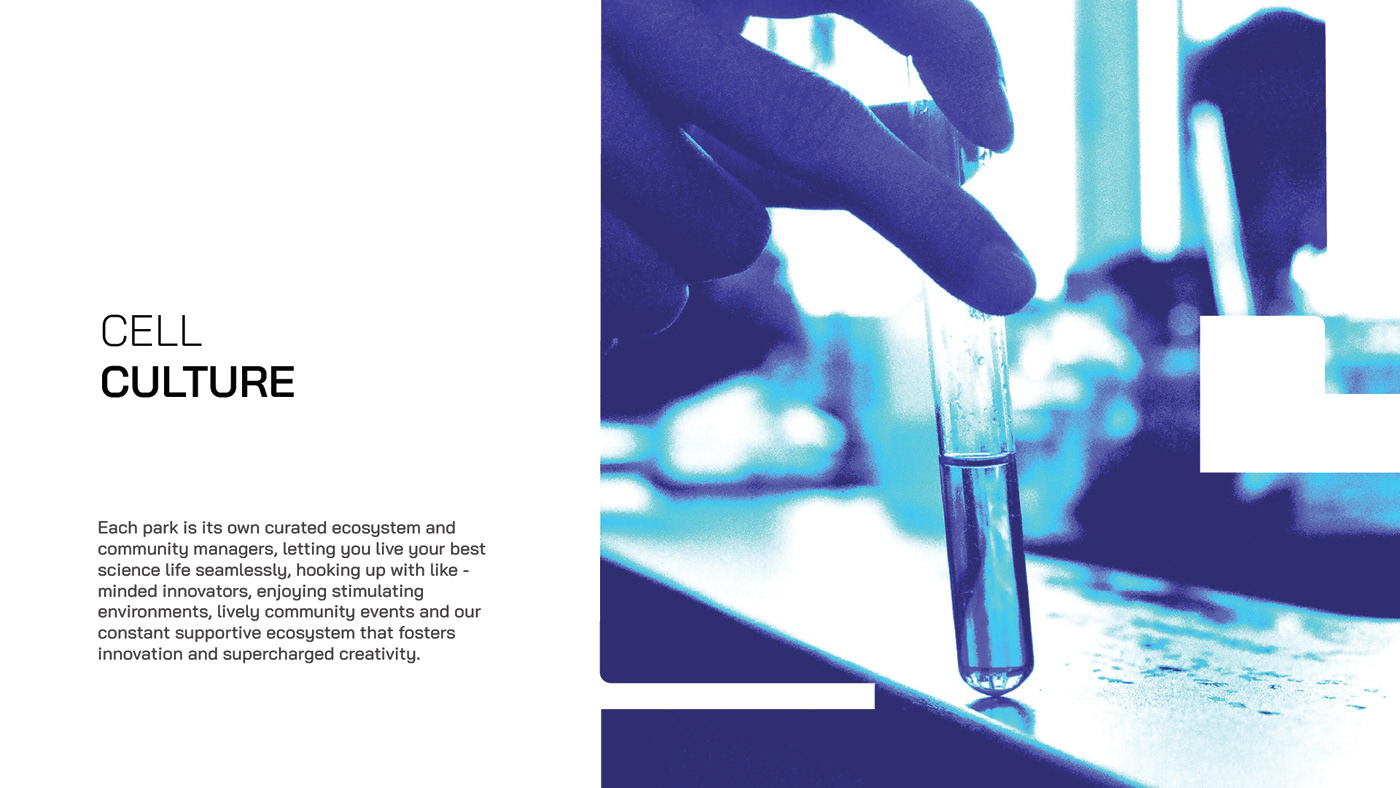 CELL
CULTURE
Each park is its own curated ecosystem and
community managers, letting you live your best
science life seamlessly, hooking up with like -
minded innovators, enjoying stimulating
environments, lively community events and our
constant supportive ecosystem that fosters
innovation and supercharged creativity.